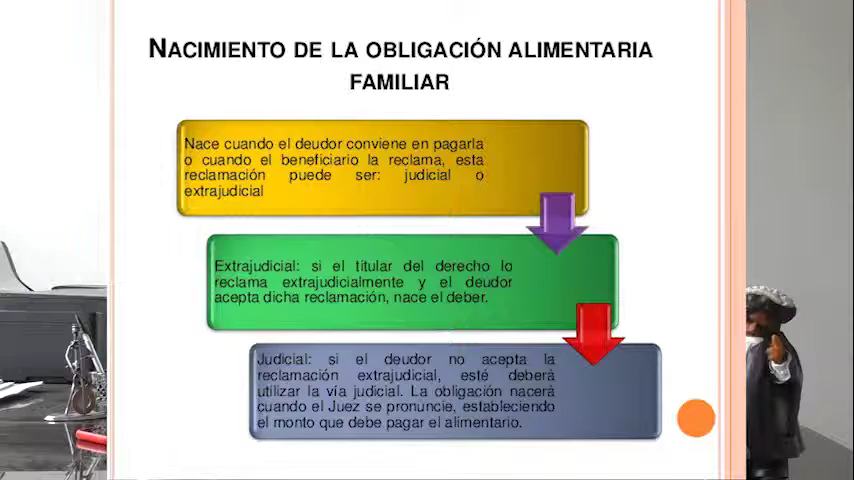 NACIMIENTO DE LA OBLIGACIÓN ALIMENTARIA
FAMILIAR
Nace cuando el deudor conviene en pagarla
o cuando el beneficiario la reclama, esta
reclamación puede ser: judicial o
extrajudicial
Extrajudicial: si el títular del derecho lo
reclama extrajudicialmente y el deudor
acepta dicha reclamación, nace el deber.
Judicial: si el deudor no acepta la
reclamación extrajudicial, esté deberà
utilizar la vía judicial. La obligación nacerà
cuando el Juez se pronuncie, estableciendo
el monto que debe pagar el alimentario.